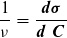 1/ν = dσ/d C